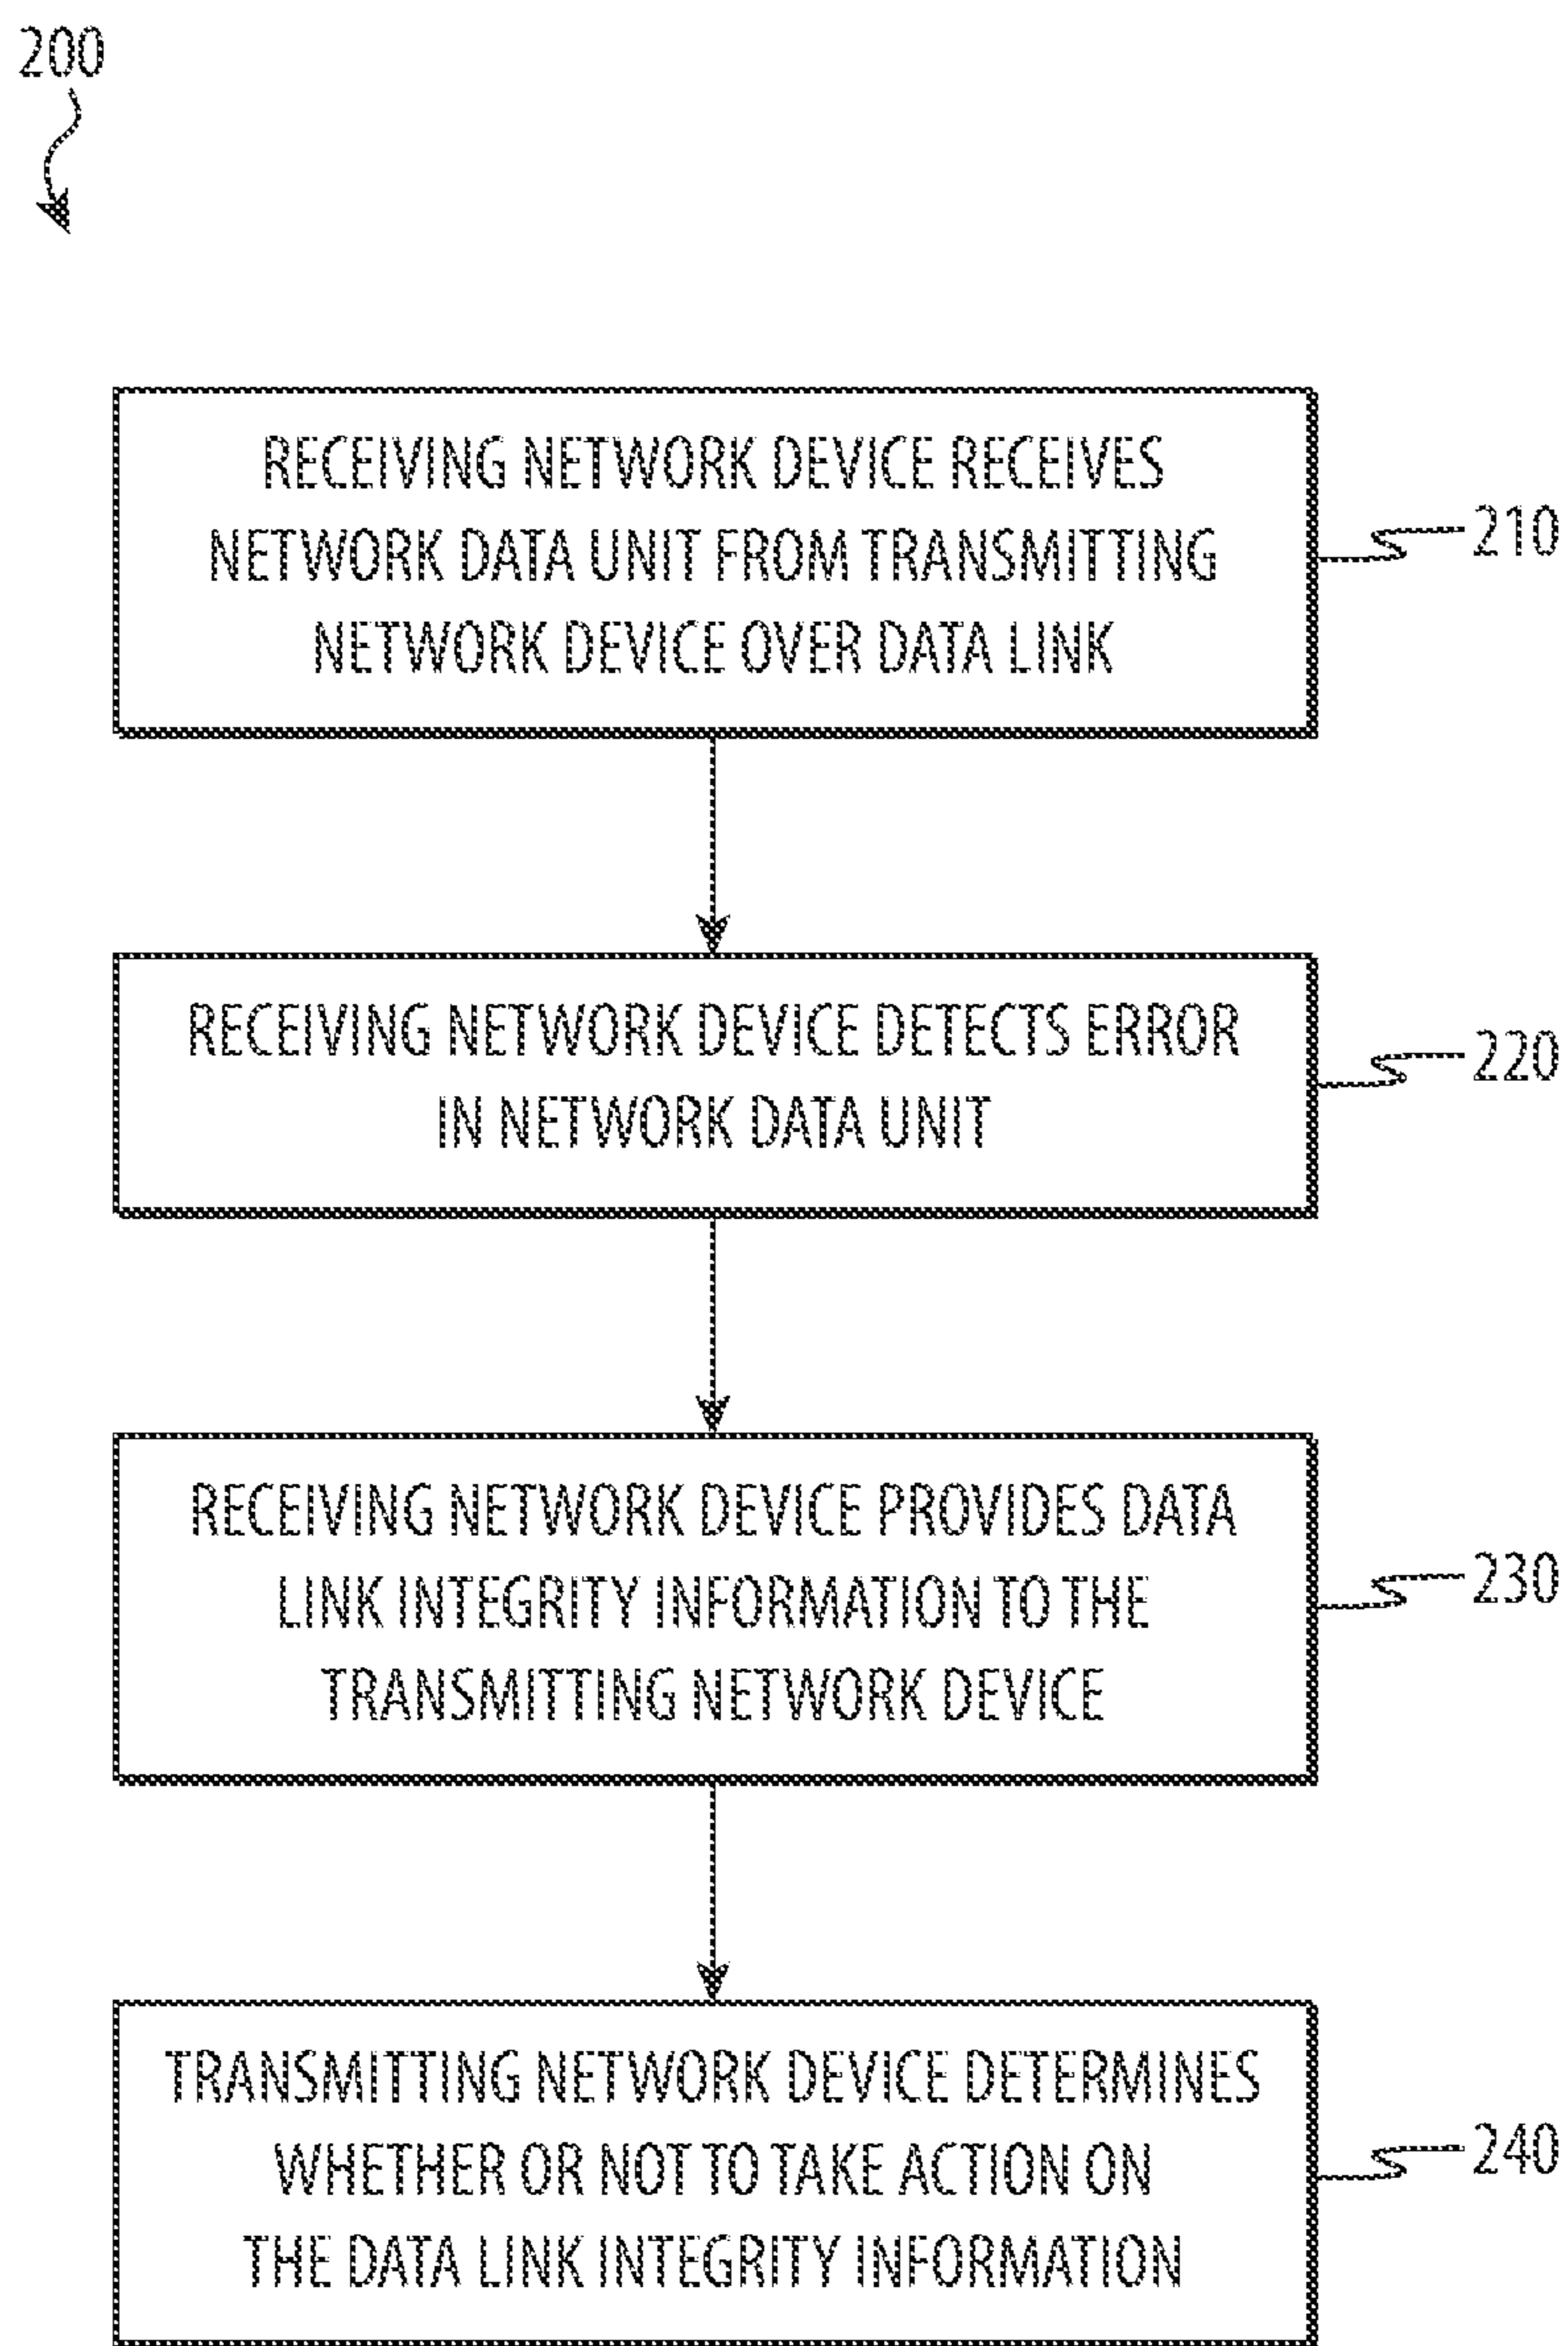 200
RECEIVING NETWORK DEVICE RECEIVES
NETWORK DATA UNIT FROM TRANSMITTING
NETWORK DEVICE OVER DATA LINK
210
RECEIVING NETWORK DEVICE DETECTS ERROR
IN NETWORK DATA UNIT
220
RECEIVING NETWORK DEVICE PROVIDES DATA
LINK INTEGRITY INFORMATION TO THE
TRANSMITTING NETWORK DEVICE
230
TRANSMITTING NETWORK DEVICE DETERMINES
WHETHER OR NOT TO TAKE ACTION ON
THE DATA LINK INTEGRITY INFORMATION
240